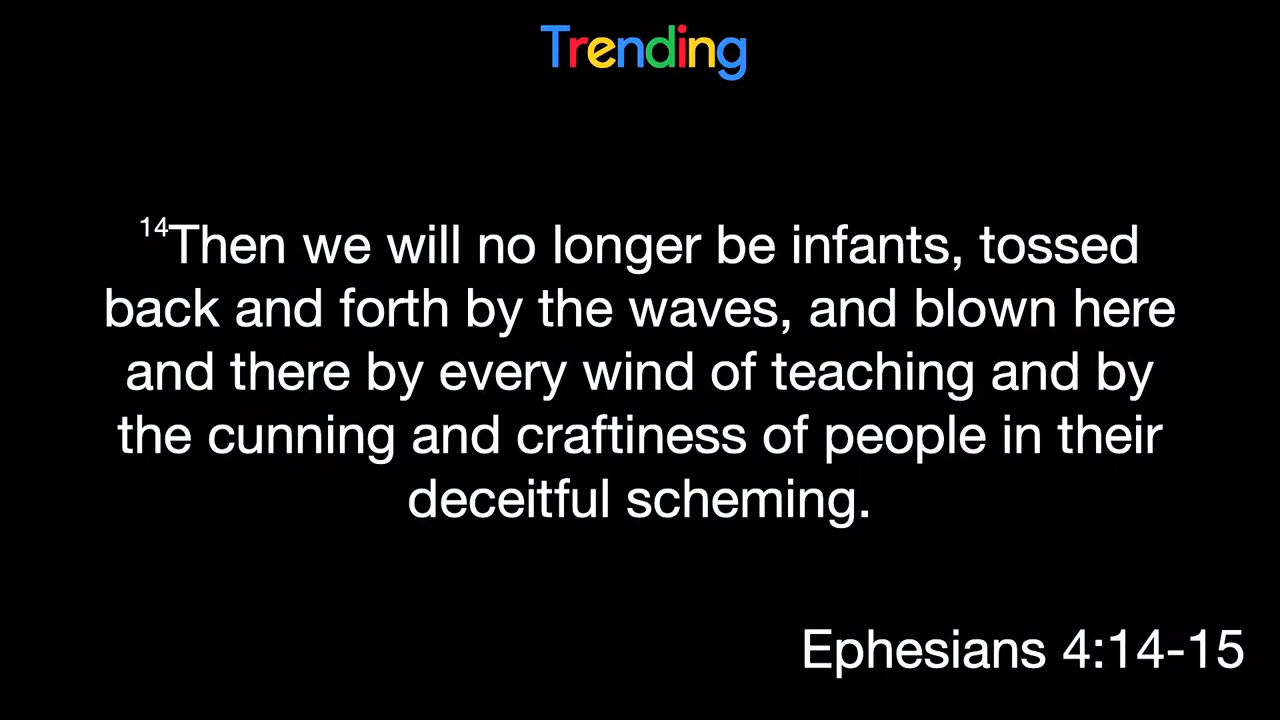 Trending
14Then we will no longer be infants, tossed
back and forth by the waves, and blown here
and there by every wind of teaching and by
the cunning and craftiness of people in their
deceitful scheming.
Ephesians 4:14-15